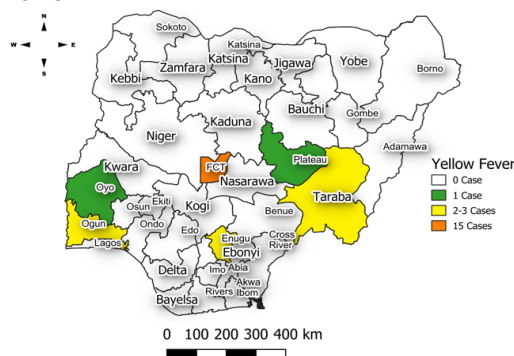 N
W
E
S
Sokoto
Katsina
Katsina
Jigawa
Yobe
Borno
Zamfara
Kebbi
Kano
Bauchi
Gombe
Kaduna
Adamawa
Niger
Plateau
FCT
Kwara
Nasarawa
Taraba
Oyo
Ekiti
Kogi
Osun
Benue
Ogun
Ondo
Edo
Enugu
Cross
River
Lagos
Ebonyi
Delta
Imo
Abia
Akwa
Ibom
Rivers
Bayelsa
Yellow Fever
0 Case
1 Case
2-3 Cases
15 Cases
0 100 200 300 400 km